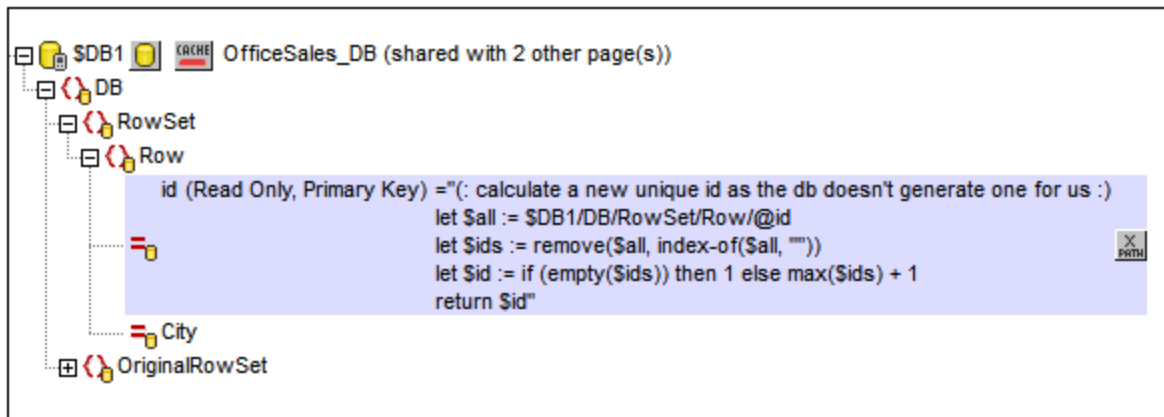 $DB1 CACHE OfficeSales_DB (shared with 2 other page(s))
DB
RowSet
Row
id (Read Only, Primary Key) ="(: calculate a new unique id as the db doesn't generate one for us :)
let $all := $DB1/DB/RowSet/Row/@id
let $ids := remove($all, index-of($all, ""))
let $id := if (empty($ids)) then 1 else max($ids) + 1
return $id"
X
PATH
City
OriginalRowSet